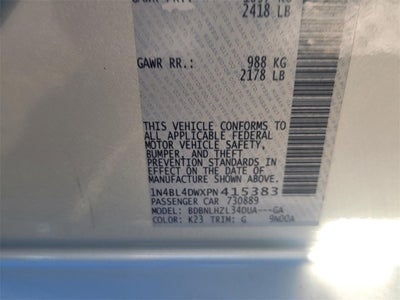 2418 LB
GAWR RR.: 988 KG
2178 LB
THIS VEHICLE CONFORMS TO
ALL APPLICABLE FEDERAL
MOTOR VEHICLE SAFETY,
BUMPER, AND THEFT
PREVENTION STANDARDS IN
EFFECT ON THE DATE OF
MANUFACTURE SHOWN ABOVE.
1N4BL4DWXPN415383
PASSENGER CAR 730889
MODEL: BDBNLHZL34DUA---GA
COLOR: K23 TRIM: G 9N00A